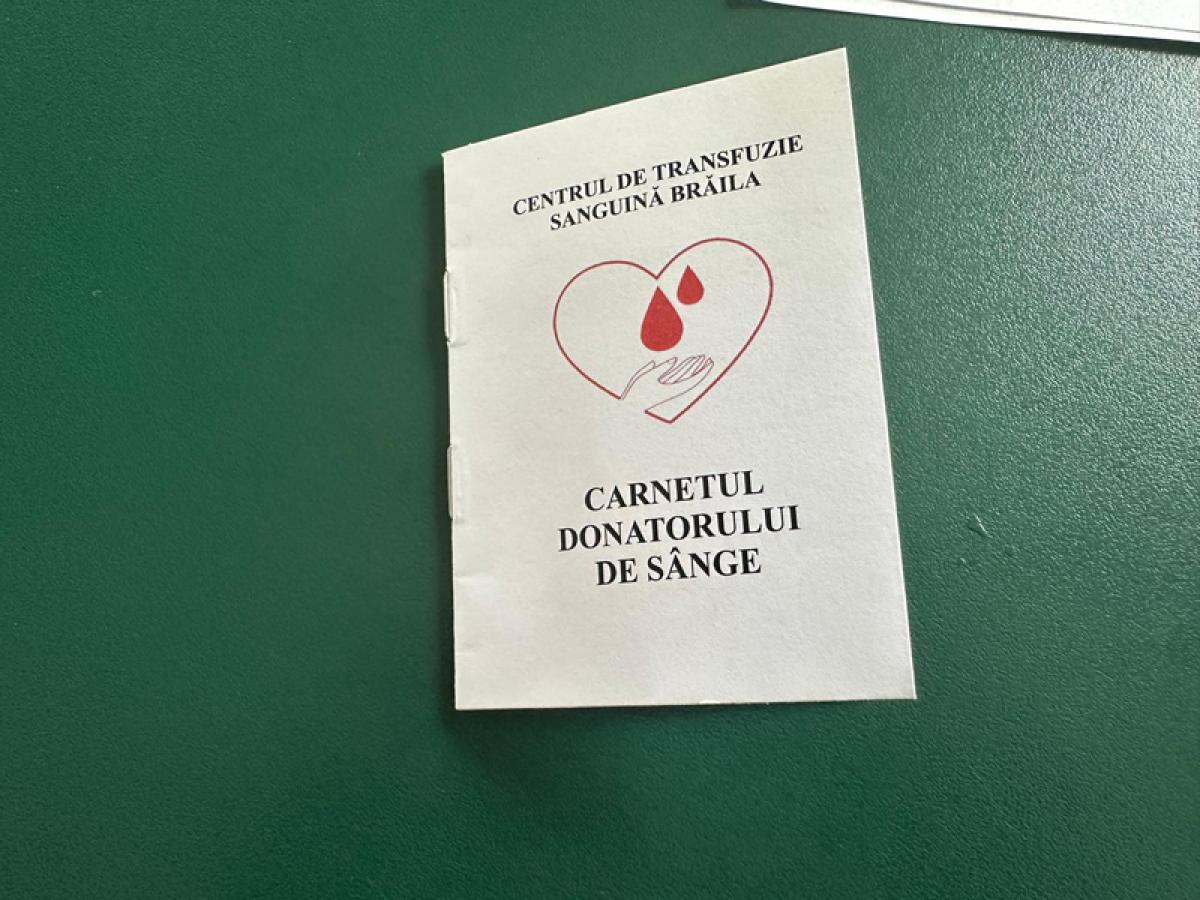 CENTRUL DE TRANSFUZIE
SANGUINĂ BRĂILA
CARNETUL
DONATORULUI
DE SÂNGE